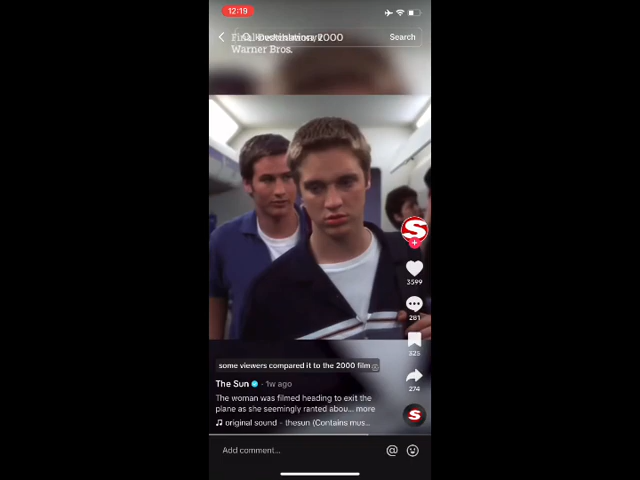 12:19
Final Destination, 2000
Search
Warner Bros.
3599
281
325
274
some viewers compared it to the 2000 film
The Sun · 1w ago
The woman was filmed heading to exit the
plane as she seemingly ranted abou... more
original sound - thesun (Contains mus...
Add comment...